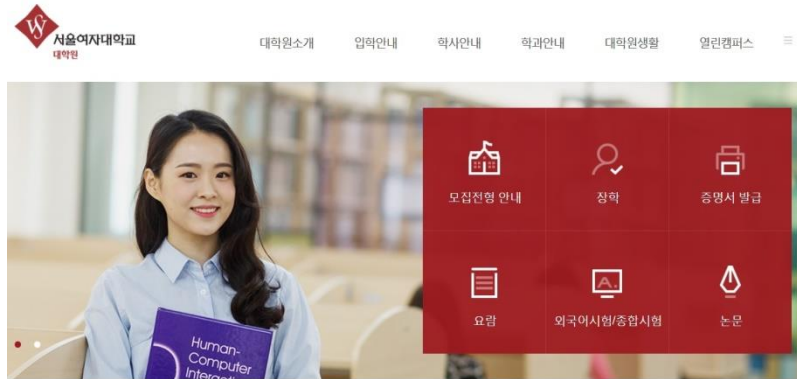 서울여자대학교
대학원
대학원소개 입학안내 학사안내 학과안내 대학원생활 열린캠퍼스
모집전형 안내 장학 증명서 발급
요람 외국어시험/종합시험 논문
Human-
Computer